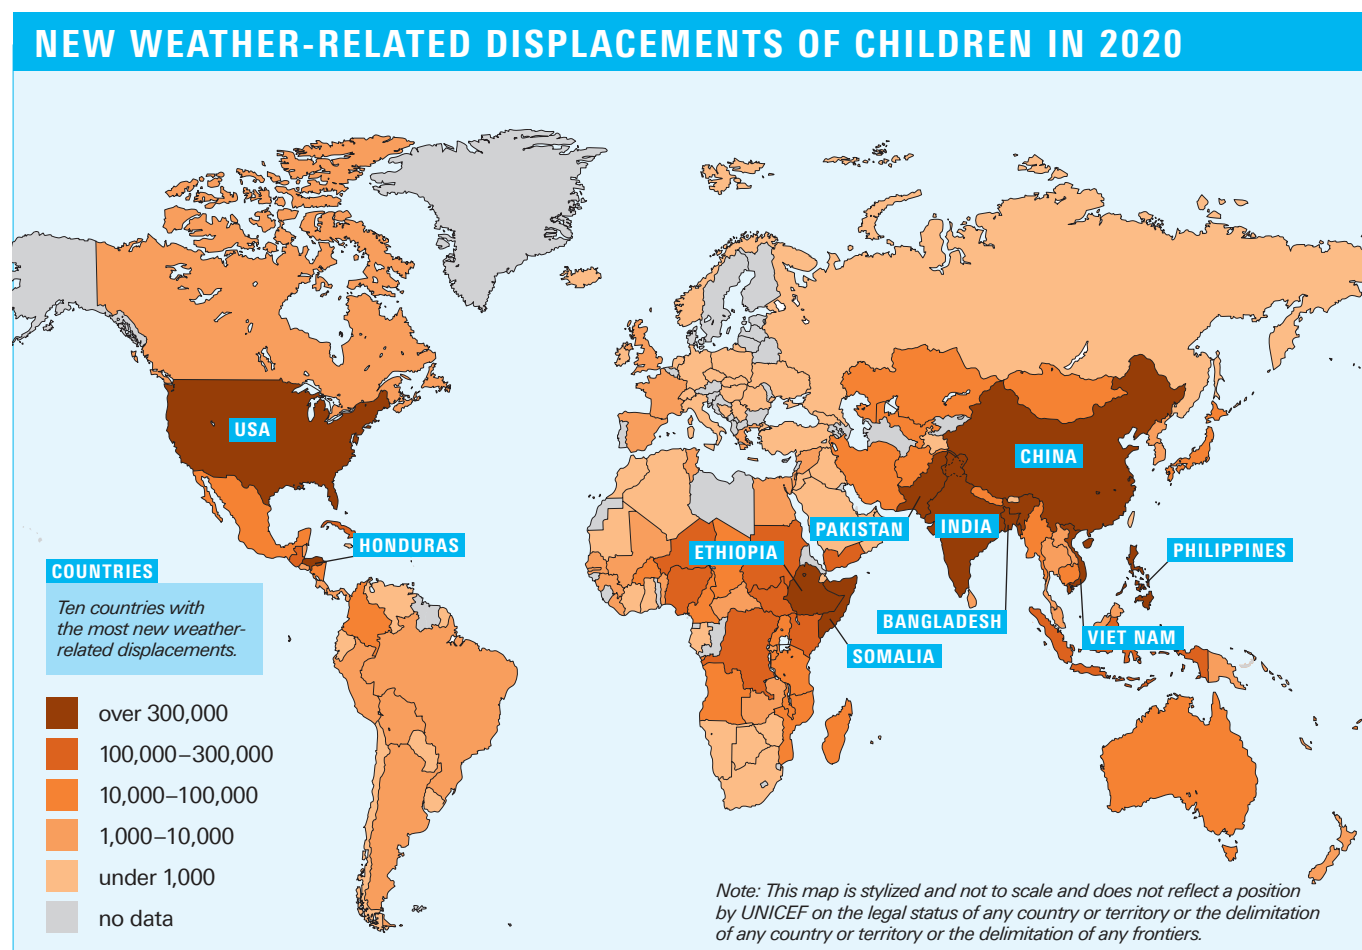 NEW WEATHER-RELATED DISPLACEMENTS OF CHILDREN IN 2020
USA
CHINA
HONDURAS
ETHIOPIA
PAKISTAN
INDIA
PHILIPPINES
BANGLADESH
VIET NAM
SOMALIA
COUNTRIES
Ten countries with
the most new weather-
related displacements.
over 300,000
100,000–300,000
10,000–100,000
1,000–10,000
under 1,000
no data
Note: This map is stylized and not to scale and does not reflect a position
by UNICEF on the legal status of any country or territory or the delimitation
of any country or territory or the delimitation of any frontiers.